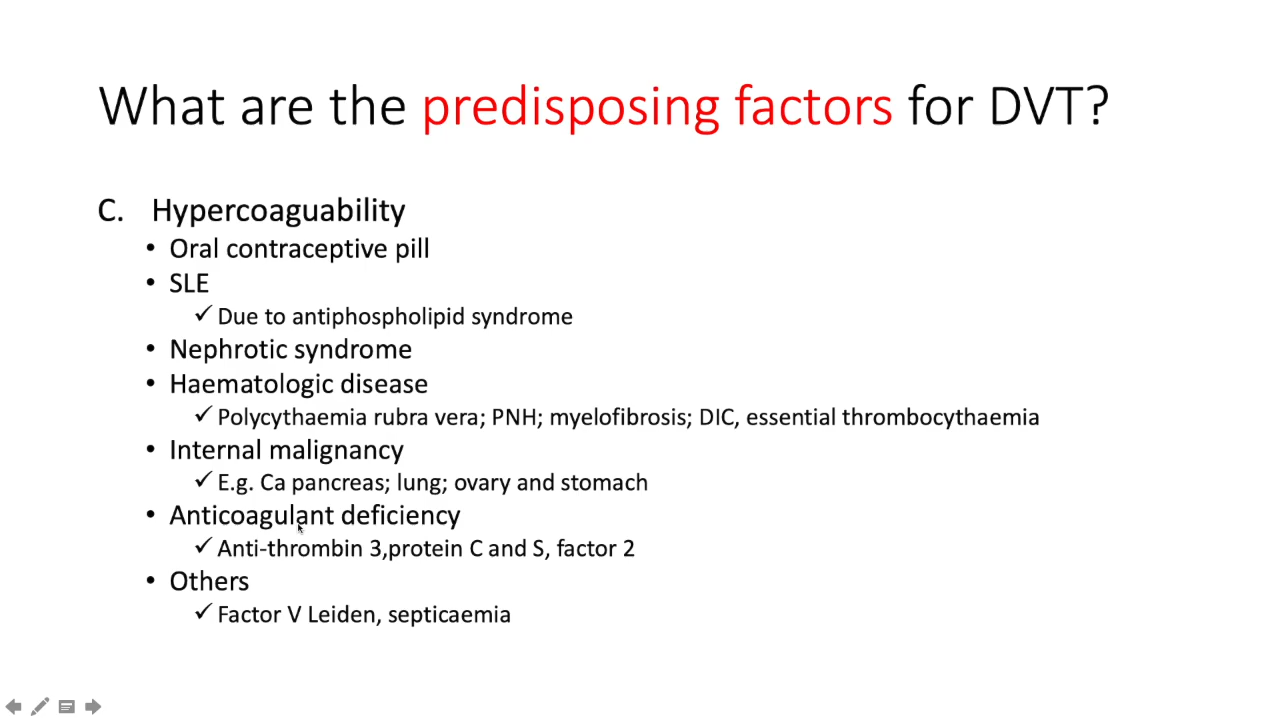 What are the predisposing factors for DVT?
C. Hypercoaguability
• Oral contraceptive pill
• SLE
✓ Due to antiphospholipid syndrome
• Nephrotic syndrome
• Haematologic disease
✓ Polycythaemia rubra vera; PNH; myelofibrosis; DIC, essential thrombocythaemia
• Internal malignancy
✓ E.g. Ca pancreas; lung; ovary and stomach
• Anticoagulant deficiency
✓ Anti-thrombin 3,protein C and S, factor 2
• Others
✓ Factor V Leiden, septicaemia